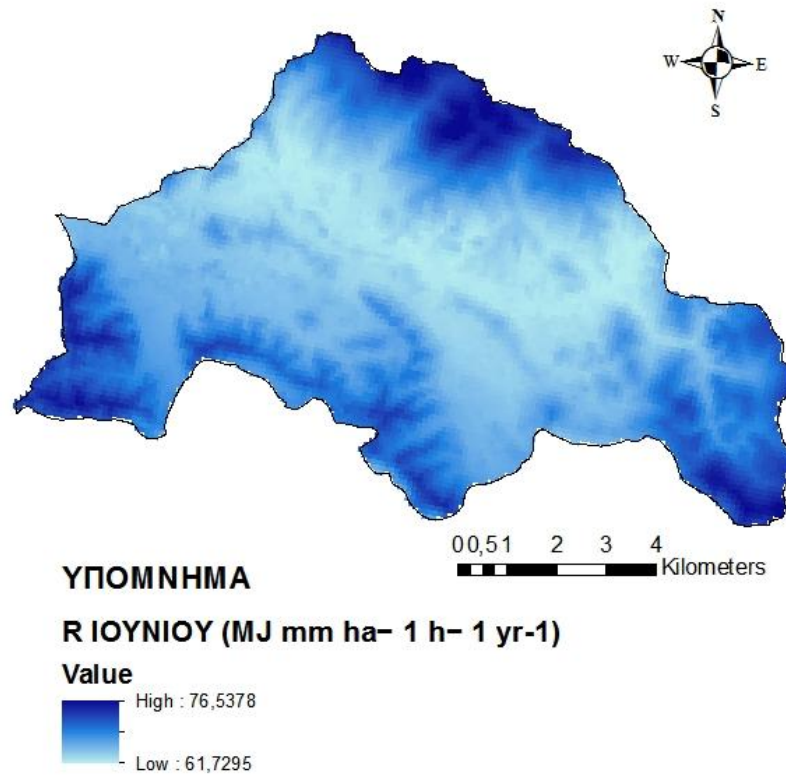 N
W E
S
0 0,5 1 2 3 4
Kilometers
ΥΠΟΜΝΗΜΑ
R ΙΟΥΝΙΟΥ (MJ mm ha− 1 h− 1 yr-1)
Value
High : 76,5378
Low : 61,7295